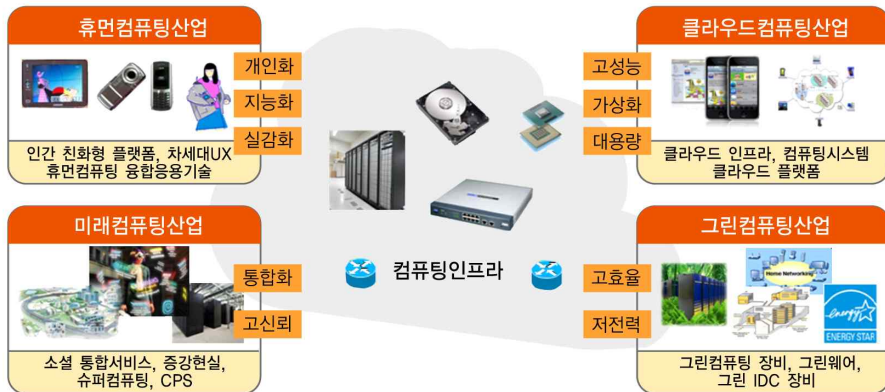 휴먼컴퓨팅산업
개인화
지능화
실감화
인간 친화형 플랫폼, 차세대UX
휴먼컴퓨팅 융합응용기술
클라우드컴퓨팅산업
고성능
가상화
대용량
클라우드 인프라, 컴퓨팅시스템
클라우드 플랫폼
컴퓨팅인프라
미래컴퓨팅산업
통합화
고신뢰
소셜 통합서비스, 증강현실,
슈퍼컴퓨팅, CPS
그린컴퓨팅산업
고효율
저전력
Home Networking
energy
ENERGY STAR
그린컴퓨팅 장비, 그린웨어,
그린 IDC 장비